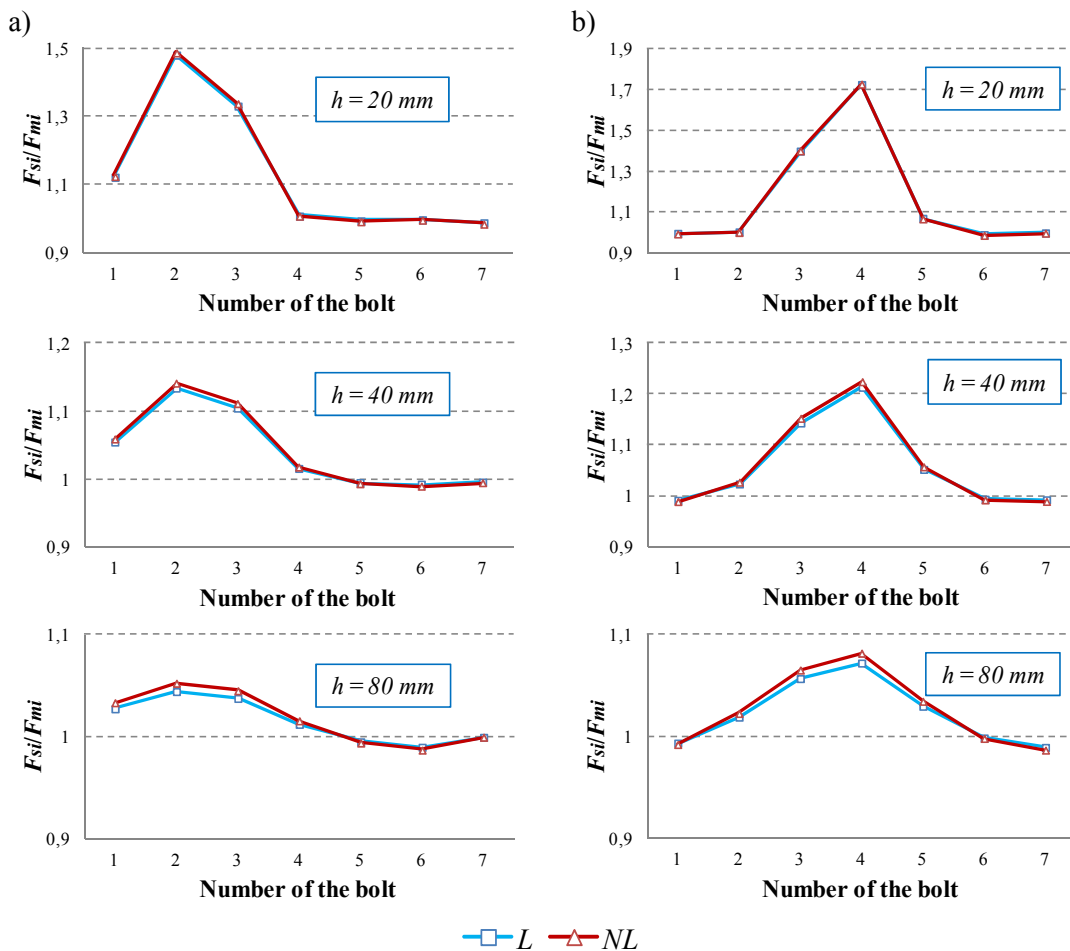 a)
1,5
1,3
1,1
0,9
Fsi/Fmi
h = 20 mm
1 2 3 4 5 6 7
Number of the bolt
1,2
1,1
1
0,9
Fsi/Fmi
h = 40 mm
1 2 3 4 5 6 7
Number of the bolt
1,1
1
0,9
Fsi/Fmi
h = 80 mm
1 2 3 4 5 6 7
Number of the bolt
b)
1,9
1,7
1,5
1,3
1,1
0,9
Fsi/Fmi
h = 20 mm
1 2 3 4 5 6 7
Number of the bolt
1,3
1,2
1,1
1
0,9
Fsi/Fmi
h = 40 mm
1 2 3 4 5 6 7
Number of the bolt
1,1
1
0,9
Fsi/Fmi
h = 80 mm
1 2 3 4 5 6 7
Number of the bolt
L NL